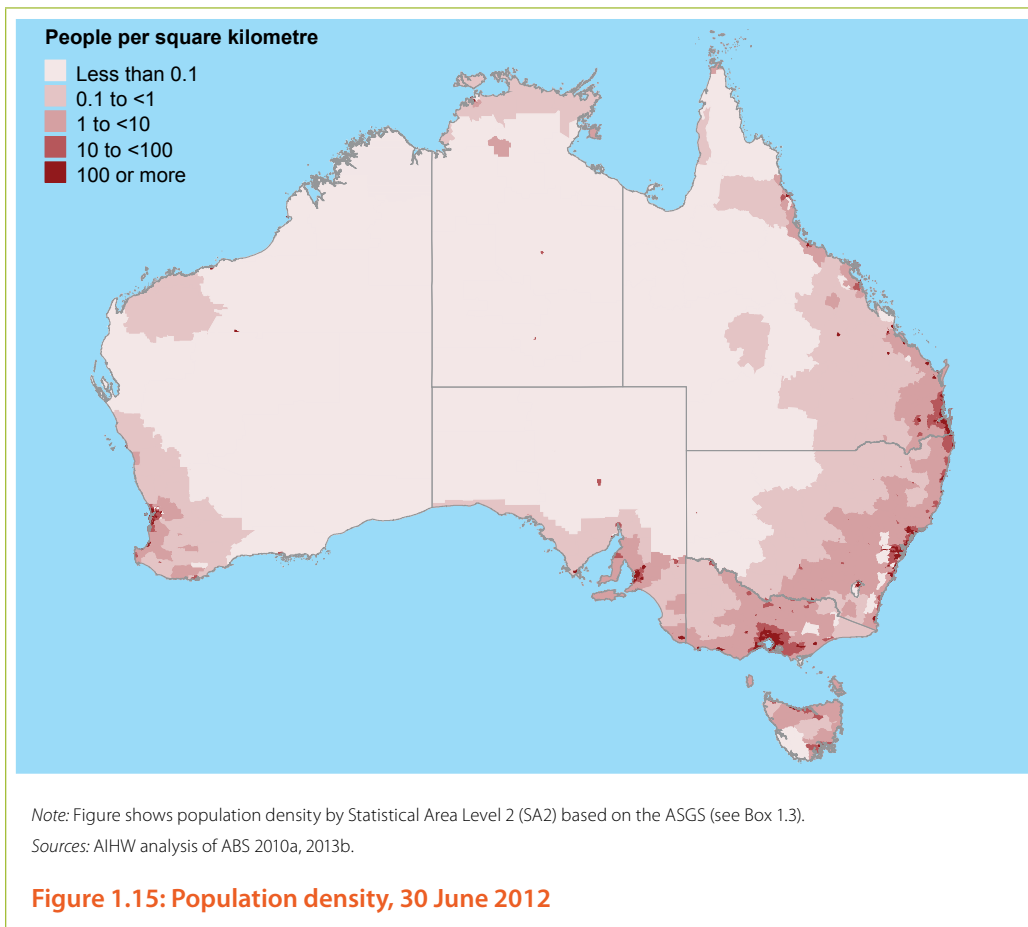 People per square kilometre
Less than 0.1
0.1 to <1
1 to <10
10 to <100
100 or more
Note: Figure shows population density by Statistical Area Level 2 (SA2) based on the ASGS (see Box 1.3).
Sources: AIHW analysis of ABS 2010a, 2013b.
Figure 1.15: Population density, 30 June 2012